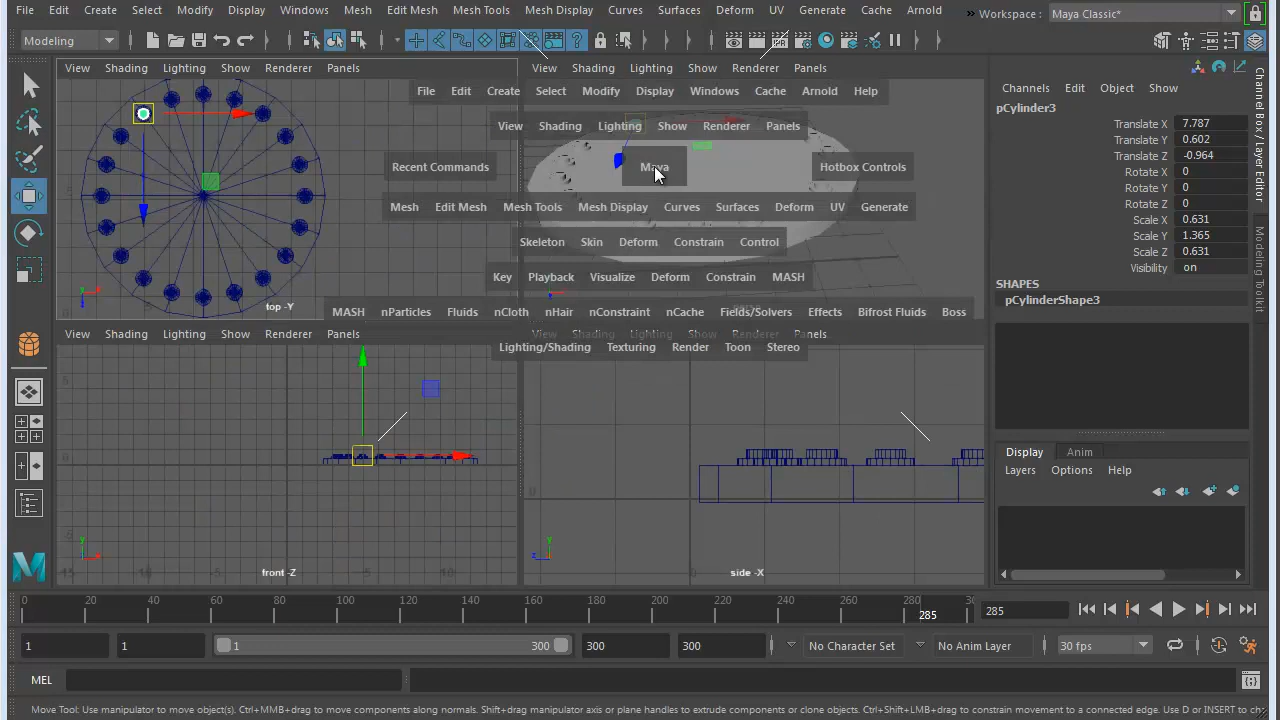 File Edit Create Select Modify Display Windows Mesh Edit Mesh Mesh Tools Mesh Display Curves Surfaces Deform UV Generate Cache Arnold » Workspace: Maya Classic*
Modeling
View Shading Lighting Show Renderer Panels
View Shading Lighting Show Renderer Panels
File Edit Create Select Modify Display Windows Cache Arnold Help
View Shading Lighting Show Renderer Panels
Recent Commands Maya Hotbox Controls
Mesh Edit Mesh Mesh Tools Mesh Display Curves Surfaces Deform UV Generate
Skeleton Skin Deform Constrain Control
Key Playback Visualize Deform Constrain MASH
MASH nParticles Fluids nCloth nHair nConstraint nCache Fields/Solvers Effects Bifrost Fluids Boss
Lighting/Shading Texturing Render Toon Stereo
top -Y
View Shading Lighting Show Renderer Panels
View Shading Lighting Show Renderer Panels
front -Z
side -X
Channels Edit Object Show
pCylinder3
Translate X 7.787
Translate Y 0.602
Translate Z -0.964
Rotate X 0
Rotate Y 0
Rotate Z 0
Scale X 0.631
Scale Y 1.365
Scale Z 0.631
Visibility on
SHAPES
pCylinderShape3
Display Anim
Layers Options Help
Channel Box / Layer Editor
Modeling Toolkit
0 20 40 60 80 100 120 140 160 180 200 220 240 260 280 285
1 1 1 300 300 300 No Character Set No Anim Layer 30 fps
MEL
Move Tool: Use manipulator to move object(s). Ctrl+MMB+drag to move components along normals. Shift+drag manipulator axis or plane handles to extrude components or clone objects. Ctrl+Shift+LMB+drag to constrain movement to a connected edge. Use D or INSERT to